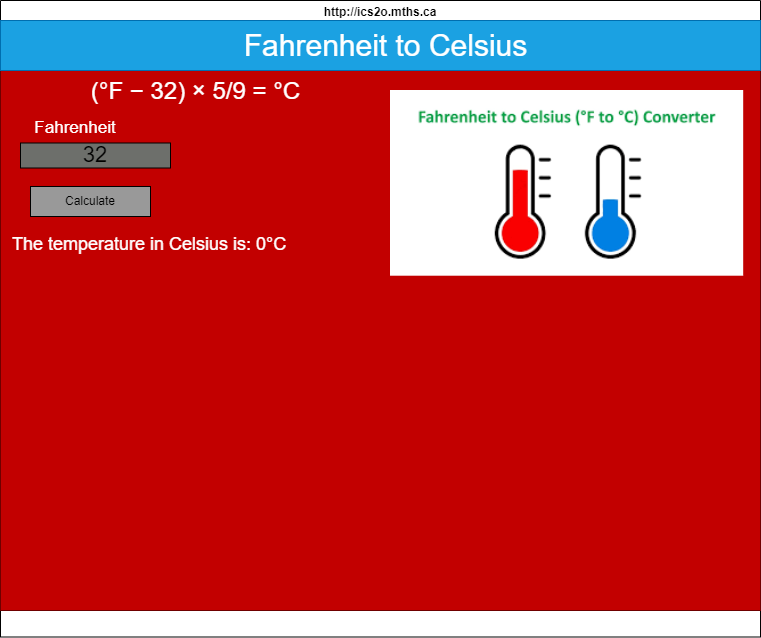 http://ics2o.mths.ca
Fahrenheit to Celsius
(°F − 32) × 5/9 = °C
Fahrenheit
32
Calculate
The temperature in Celsius is: 0°C
Fahrenheit to Celsius (°F to °C) Converter